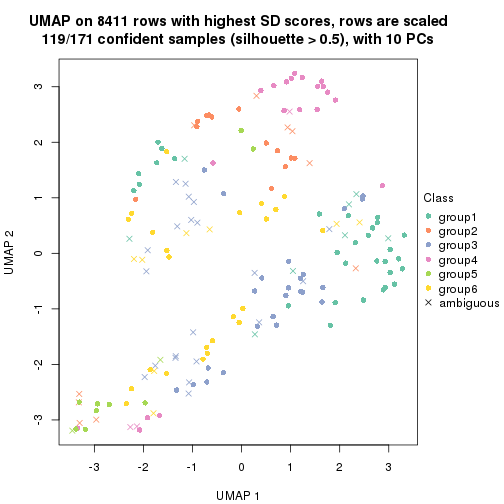 UMAP on 8411 rows with highest SD scores, rows are scaled
119/171 confident samples (silhouette > 0.5), with 10 PCs
UMAP 2
3
2
1
0
-1
-2
-3
-3
-2
-1
0
1
2
3
UMAP 1
Class
group1
group2
group3
group4
group5
group6
ambiguous